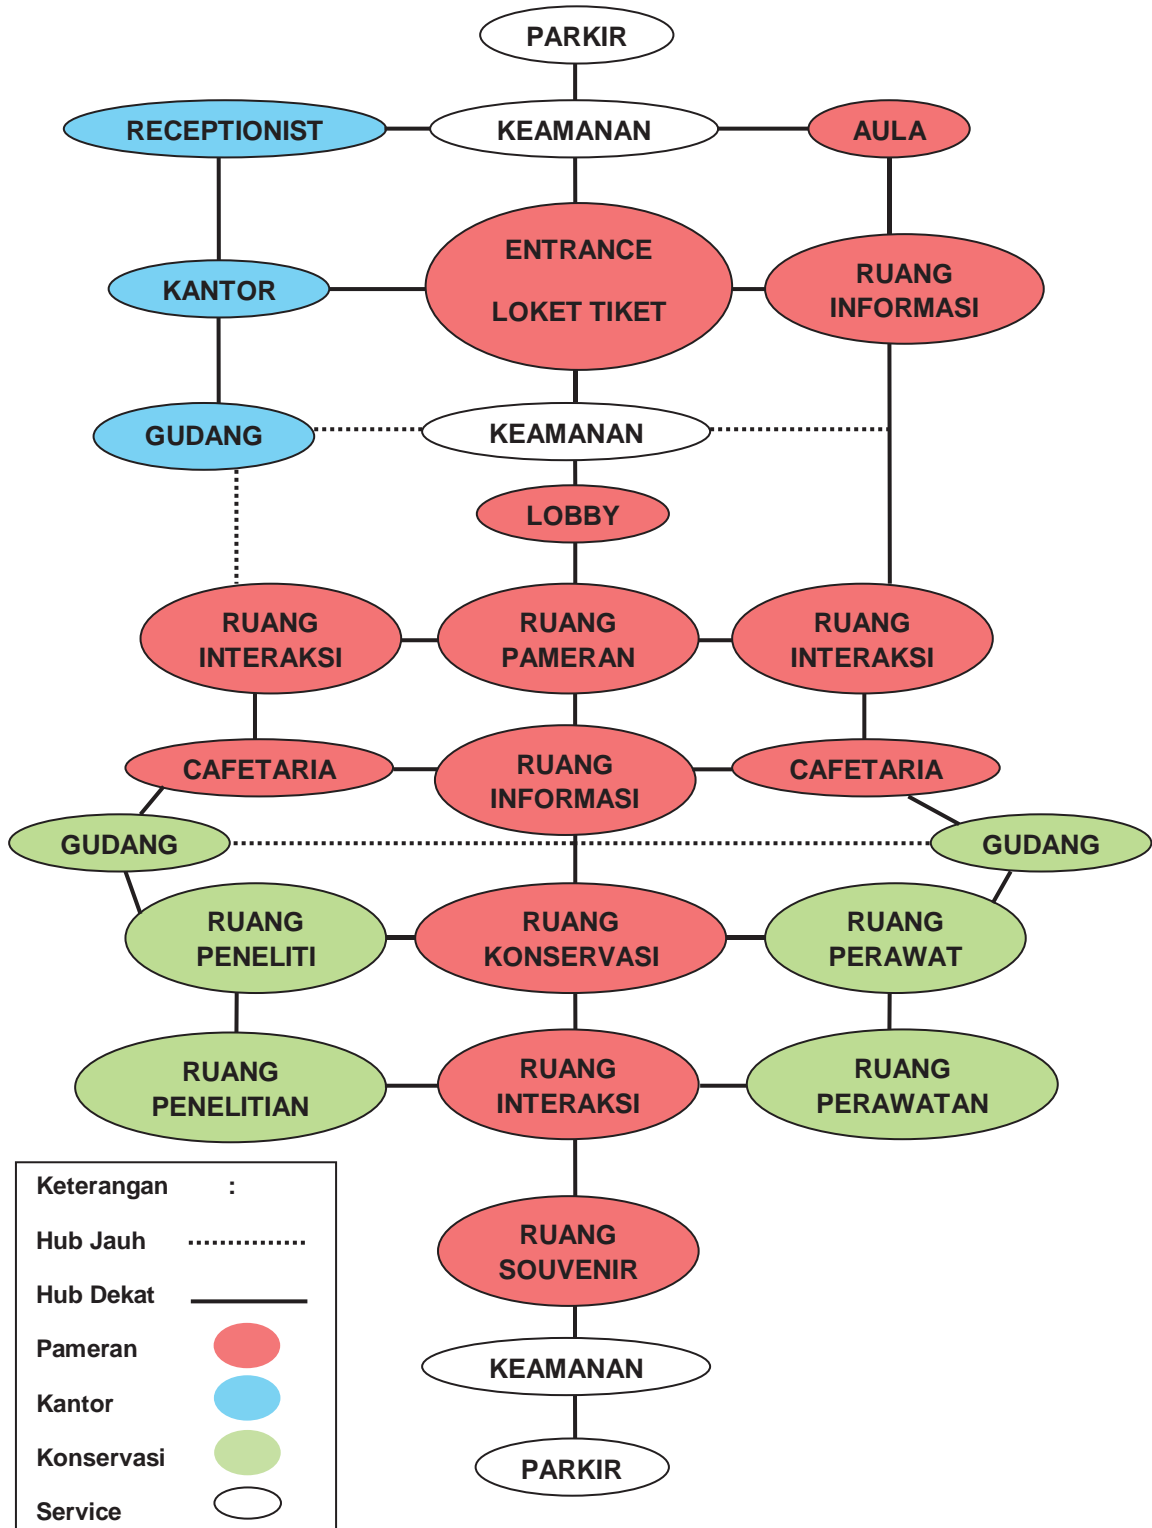 PARKIR
RECEPTIONIST
KEAMANAN
AULA
ENTRANCE
LOKET TIKET
KANTOR
RUANG
INFORMASI
GUDANG
KEAMANAN
LOBBY
RUANG
INTERAKSI
RUANG
PAMERAN
RUANG
INTERAKSI
CAFETARIA
RUANG
INFORMASI
CAFETARIA
GUDANG
GUDANG
RUANG
PENELITI
RUANG
KONSERVASI
RUANG
PERAWAT
RUANG
PENELITIAN
RUANG
INTERAKSI
RUANG
PERAWATAN
RUANG
SOUVENIR
KEAMANAN
PARKIR
Keterangan :
Hub Jauh
Hub Dekat
Pameran
Kantor
Konservasi
Service